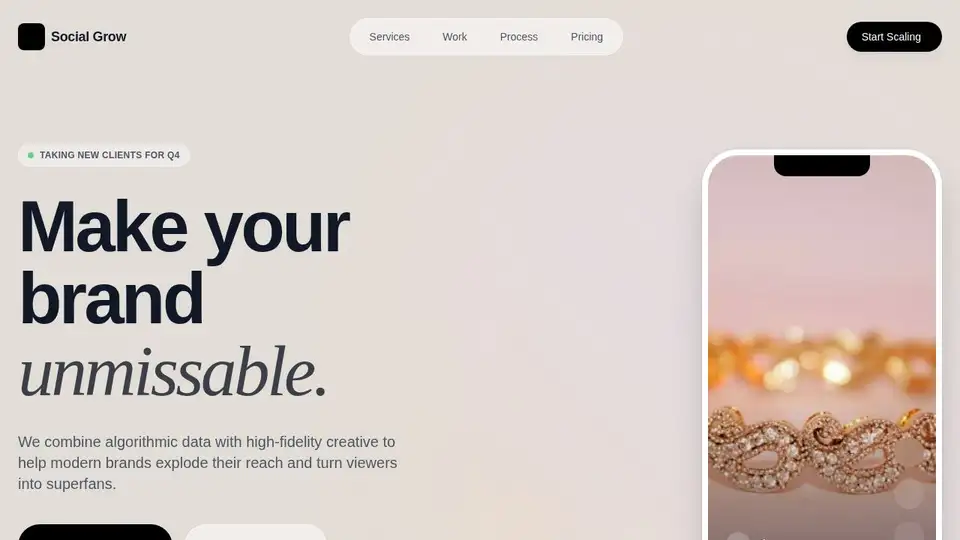 Social Grow
Services
Work
Process
Pricing
Start Scaling
TAKING NEW CLIENTS FOR Q4
Make your
brand
unmissable.
We combine algorithmic data with high-fidelity creative to
help modern brands explode their reach and turn viewers
into superfans.